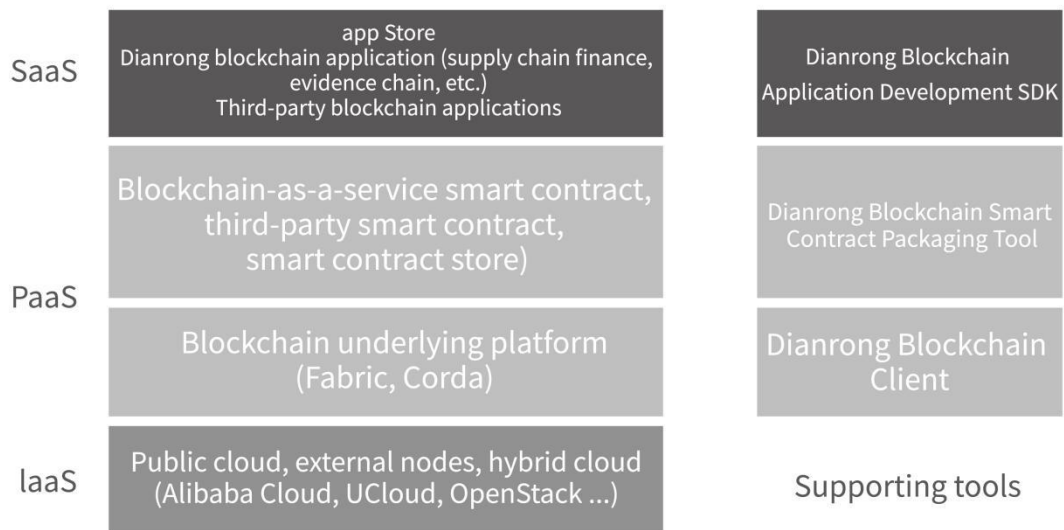 SaaS
app Store
Dianrong blockchain application (supply chain finance,
evidence chain, etc.)
Third-party blockchain applications
Dianrong Blockchain
Application Development SDK
PaaS
Blockchain-as-a-service smart contract,
third-party smart contract,
smart contract store)
Dianrong Blockchain Smart
Contract Packaging Tool
Blockchain underlying platform
(Fabric, Corda)
Dianrong Blockchain
Client
laaS
Public cloud, external nodes, hybrid cloud
(Alibaba Cloud, UCloud, OpenStack ...)
Supporting tools